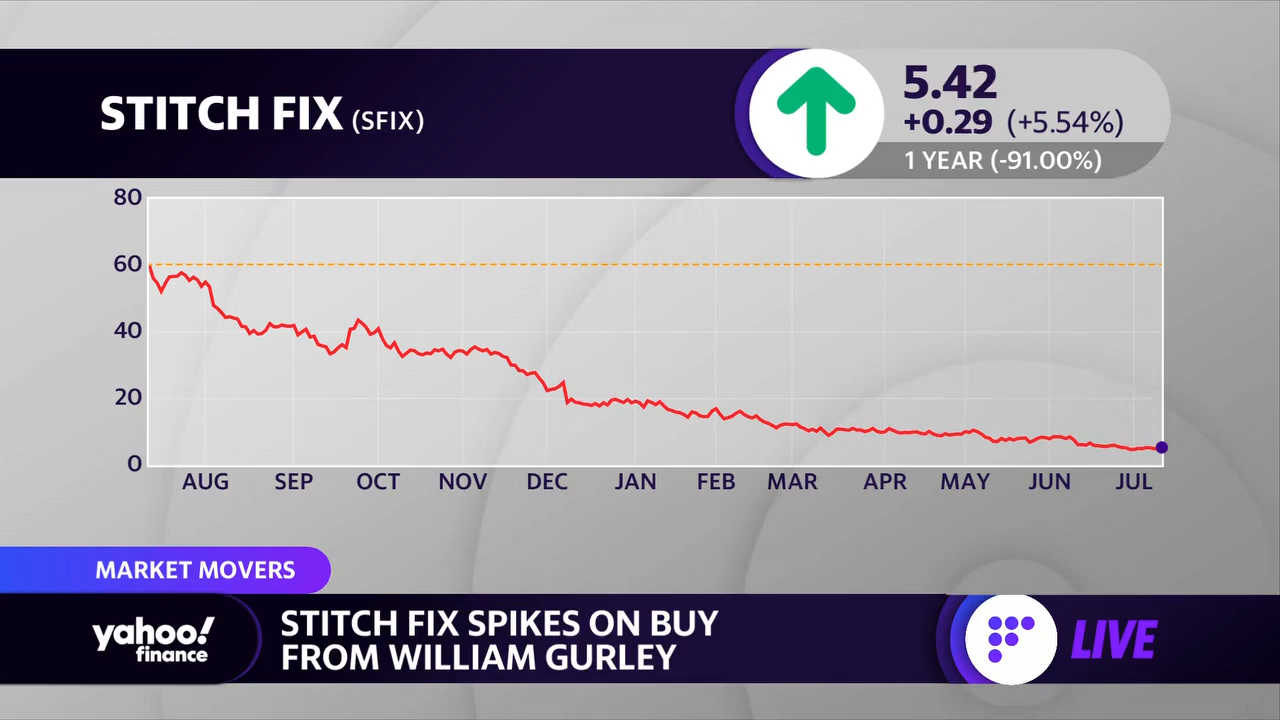 STITCH FIX (SFIX)
5.42
+0.29 (+5.54%)
1 YEAR (-91.00%)
80
60
40
20
0
AUG SEP OCT NOV DEC JAN FEB MAR APR MAY JUN JUL
MARKET MOVERS
yahoo!
finance
STITCH FIX SPIKES ON BUY
FROM WILLIAM GURLEY
LIVE